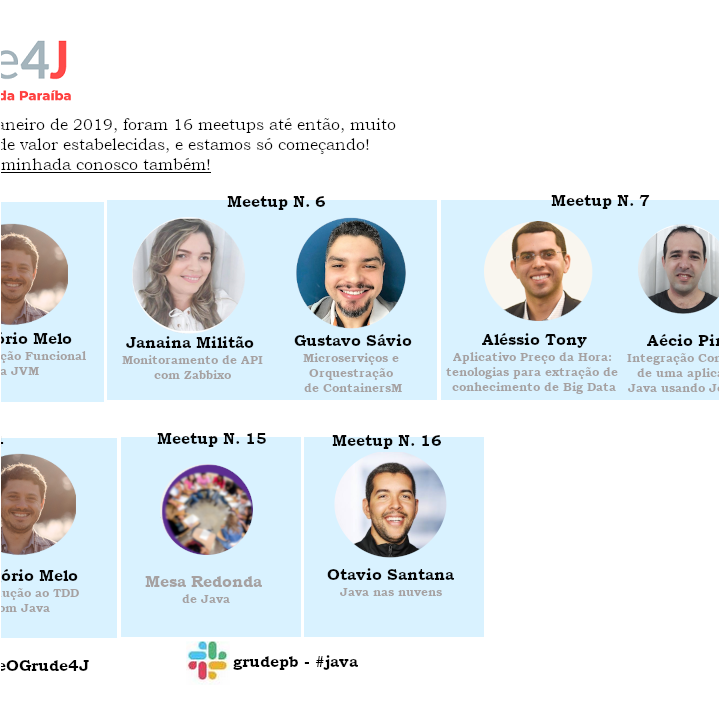 e4J
da Paraíba
aneiro de 2019, foram 16 meetups até então, muito
de valor estabelecidas, e estamos só começando!
minhada conosco também!
Meetup N. 6
Meetup N. 7
ório Melo
ção Funcional
a JVM
Janaina Militão
Monitoramento de API
com Zabbixo
Gustavo Sávio
Microserviços e
Orquestração
de ContainersM
Aléssio Tony
Aplicativo Preço da Hora:
tenologias para extração de
conhecimento de Big Data
Aécio Pir
Integração Con
de uma aplica
Java usando Je
Meetup N. 15
Meetup N. 16
ório Melo
ução ao TDD
om Java
Mesa Redonda
de Java
Otavio Santana
Java nas nuvens
eOGrude4J
grudepb - #java